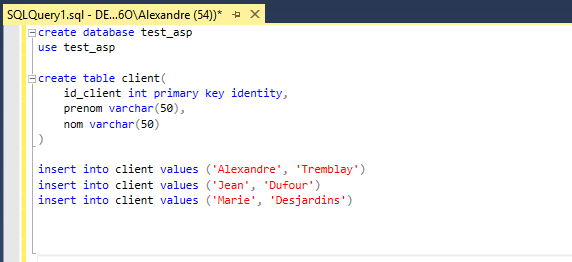 SQLQuery1.sql - DE...6O\Alexandre (54))*
create database test_asp
use test_asp
create table client(
id_client int primary key identity,
prenom varchar(50),
nom varchar(50)
)
insert into client values ('Alexandre', 'Tremblay')
insert into client values ('Jean', 'Dufour')
insert into client values ('Marie', 'Desjardins')